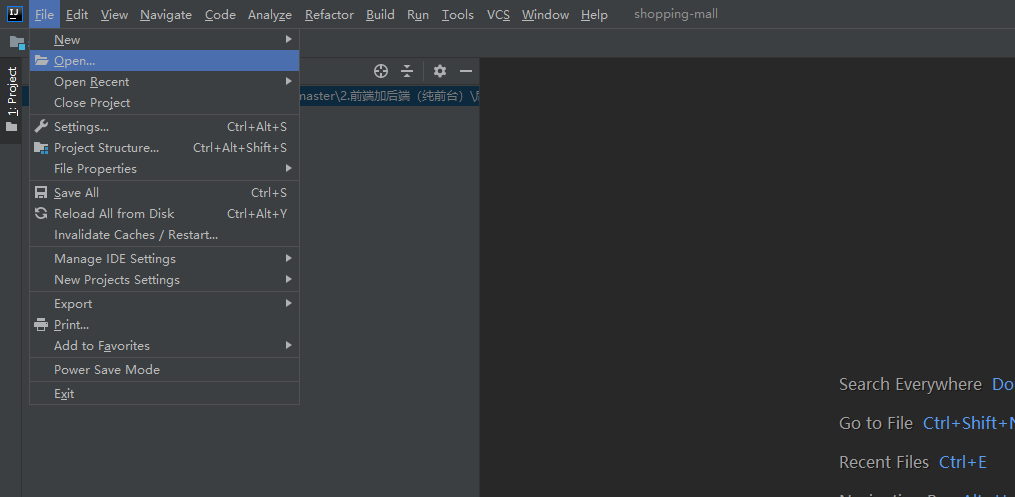 IJ File Edit View Navigate Code Analyze Refactor Build Run Tools VCS Window Help shopping-mall
New
Open...
Open Recent
Close Project
Settings... Ctrl+Alt+S
Project Structure... Ctrl+Alt+Shift+S
File Properties
Save All Ctrl+S
Reload All from Disk Ctrl+Alt+Y
Invalidate Caches / Restart...
Manage IDE Settings
New Projects Settings
Export
Print...
Add to Favorites
Power Save Mode
Exit
1: Project
master\2.前端加后端（纯前台）\
Search Everywhere Do
Go to File Ctrl+Shift+N
Recent Files Ctrl+E